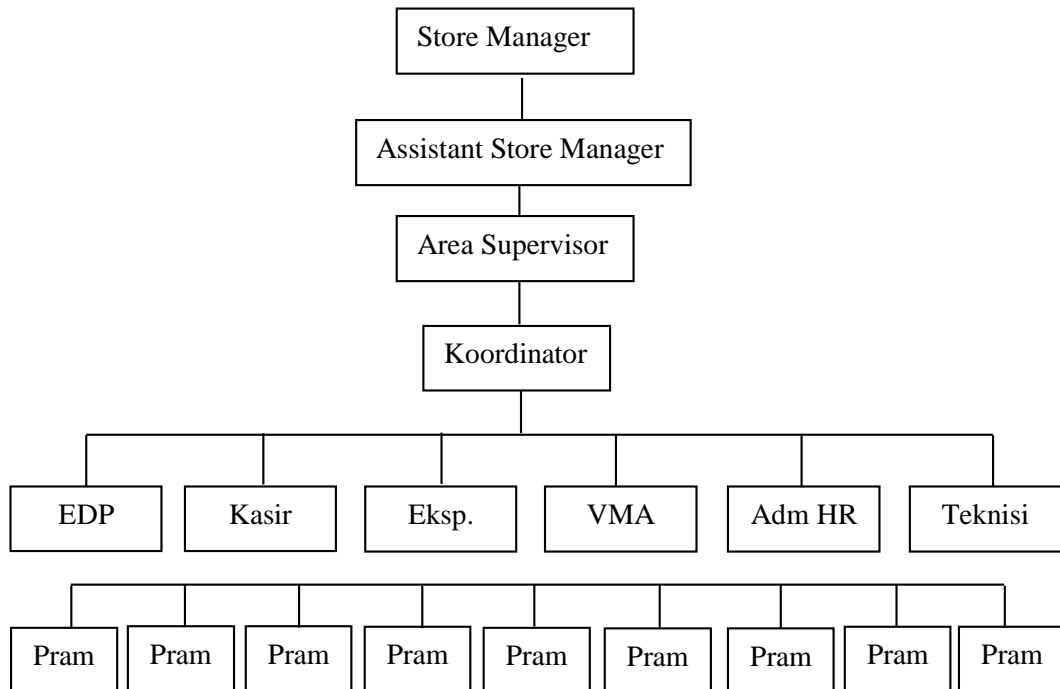 Store Manager
Assistant Store Manager
Area Supervisor
Koordinator
EDP Kasir Eksp. VMA Adm HR Teknisi
Pram Pram Pram Pram Pram Pram Pram Pram Pram